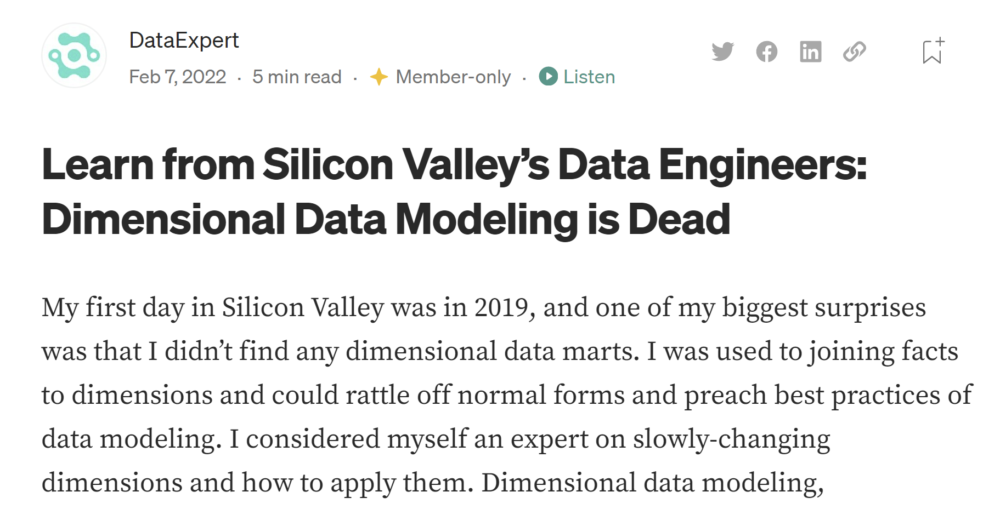 DataExpert
Feb 7, 2022 · 5 min read · Member-only · Listen
Learn from Silicon Valley’s Data Engineers:
Dimensional Data Modeling is Dead
My first day in Silicon Valley was in 2019, and one of my biggest surprises
was that I didn’t find any dimensional data marts. I was used to joining facts
to dimensions and could rattle off normal forms and preach best practices of
data modeling. I considered myself an expert on slowly-changing
dimensions and how to apply them. Dimensional data modeling,